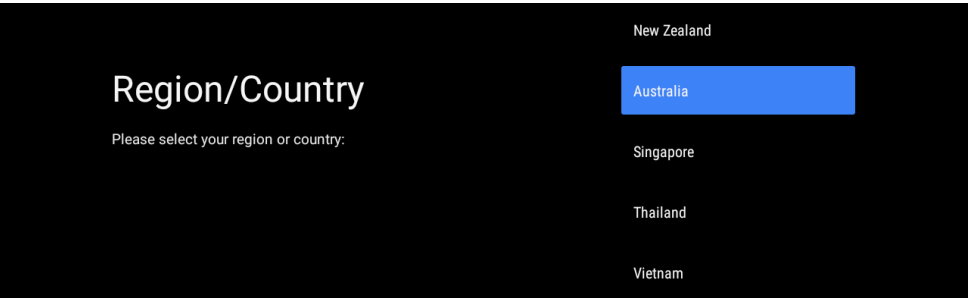 Region/Country
Please select your region or country:
New Zealand
Australia
Singapore
Thailand
Vietnam